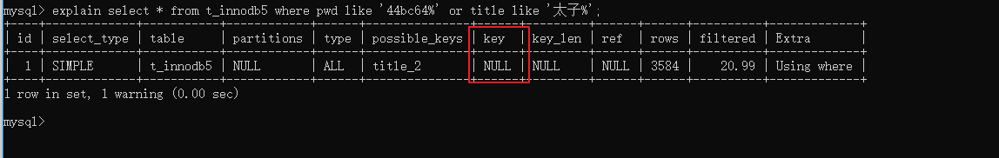 mysql> explain select * from t_innodb5 where pwd like '44bc64%' or title like '太子%';
+----+-------------+-----------+------------+------+---------------+------+---------+------+------+----------+-------------+
| id | select_type | table | partitions | type | possible_keys | key | key_len | ref | rows | filtered | Extra |
+----+-------------+-----------+------------+------+---------------+------+---------+------+------+----------+-------------+
| 1 | SIMPLE | t_innodb5 | NULL | ALL | title_2 | NULL | NULL | NULL | 3584 | 20.99 | Using where |
+----+-------------+-----------+------------+------+---------------+------+---------+------+------+----------+-------------+
1 row in set, 1 warning (0.00 sec)
mysql>